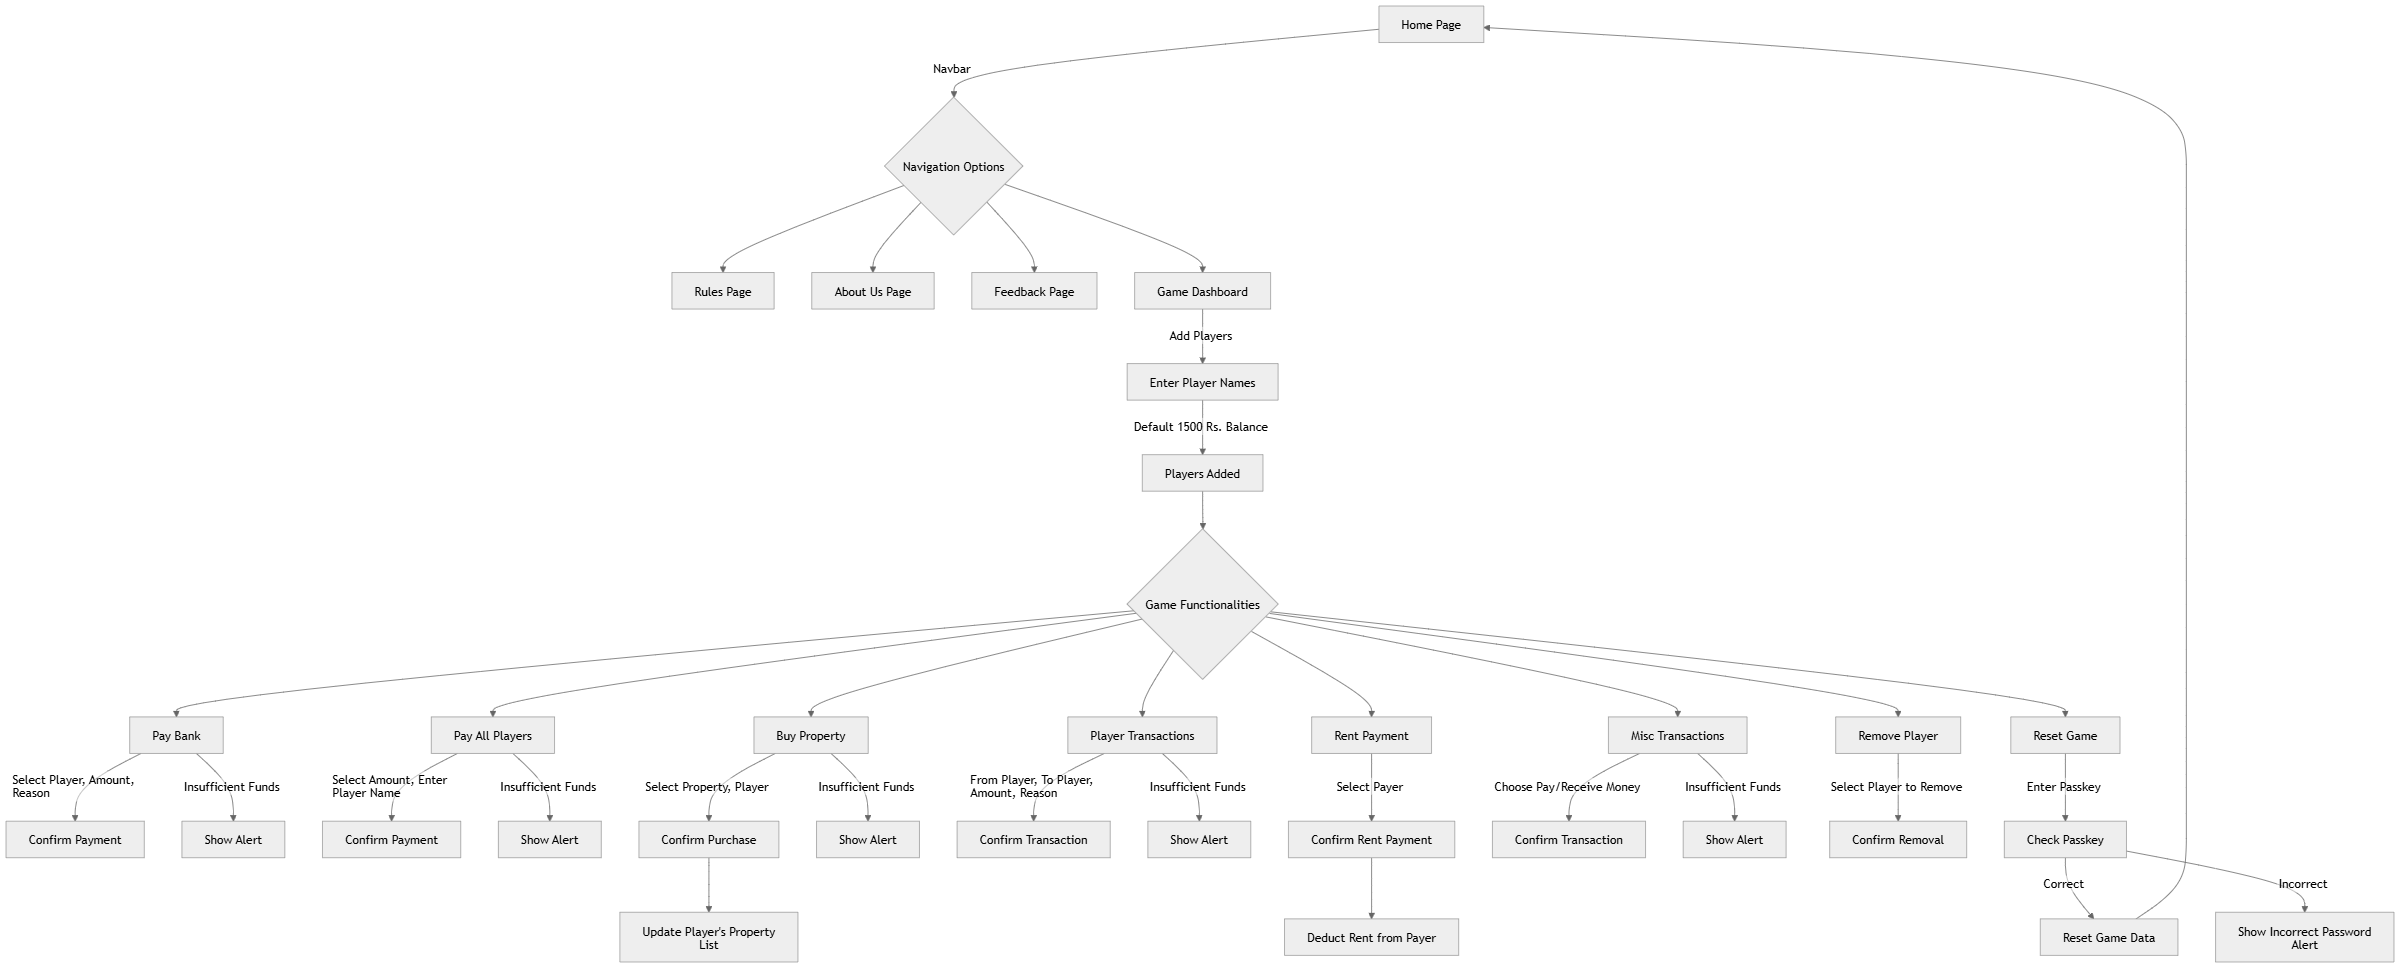 Home Page
Navbar
Navigation Options
Rules Page
About Us Page
Feedback Page
Game Dashboard
Add Players
Enter Player Names
Default 1500 Rs. Balance
Players Added
Game Functionalities
Pay Bank
Pay All Players
Buy Property
Player Transactions
Rent Payment
Misc Transactions
Remove Player
Reset Game
Select Player, Amount,
Reason
Insufficient Funds
Select Amount, Enter
Player Name
Insufficient Funds
Select Property, Player
Insufficient Funds
From Player, To Player,
Amount, Reason
Insufficient Funds
Select Payer
Choose Pay/Receive Money
Insufficient Funds
Select Player to Remove
Enter Passkey
Confirm Payment
Show Alert
Confirm Payment
Show Alert
Confirm Purchase
Show Alert
Confirm Transaction
Show Alert
Confirm Rent Payment
Confirm Transaction
Show Alert
Confirm Removal
Check Passkey
Correct
Incorrect
Update Player's Property
List
Deduct Rent from Payer
Reset Game Data
Show Incorrect Password
Alert